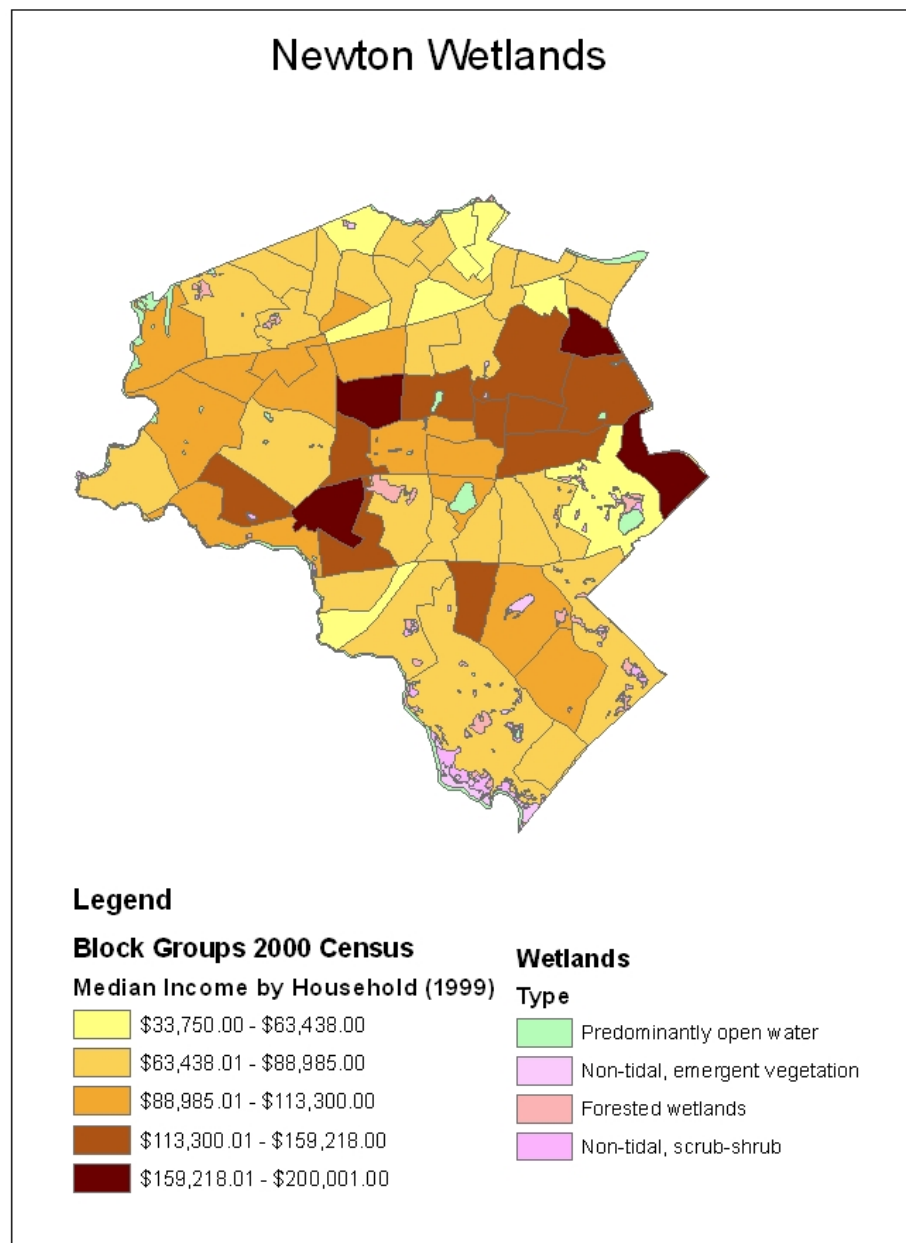 Newton Wetlands
Legend
Block Groups 2000 Census
Median Income by Household (1999)
$33,750.00 - $63,438.00
$63,438.01 - $88,985.00
$88,985.01 - $113,300.00
$113,300.01 - $159,218.00
$159,218.01 - $200,001.00
Wetlands
Type
Predominantly open water
Non-tidal, emergent vegetation
Forested wetlands
Non-tidal, scrub-shrub